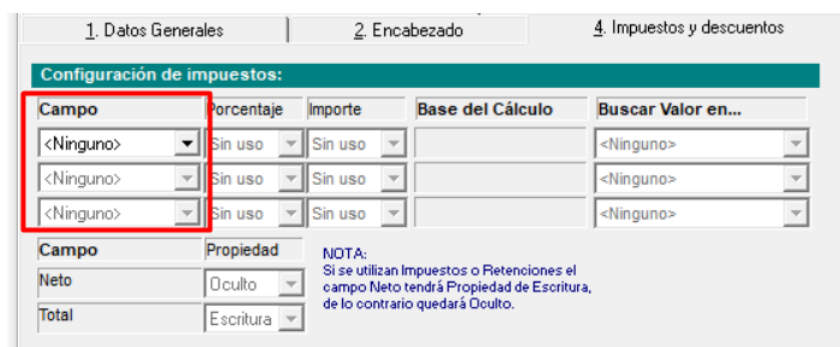 1. Datos Generales 2. Encabezado 4. Impuestos y descuentos
Configuración de impuestos:
Campo Porcentaje Importe Base del Cálculo Buscar Valor en...
<Ninguno> Sin uso Sin uso <Ninguno>
<Ninguno> Sin uso Sin uso <Ninguno>
<Ninguno> Sin uso Sin uso <Ninguno>
Campo Propiedad
Neto Oculto
Total Escritura
NOTA:
Si se utilizan Impuestos o Retenciones el
campo Neto tendrá Propiedad de Escritura,
de lo contrario quedará Oculto.